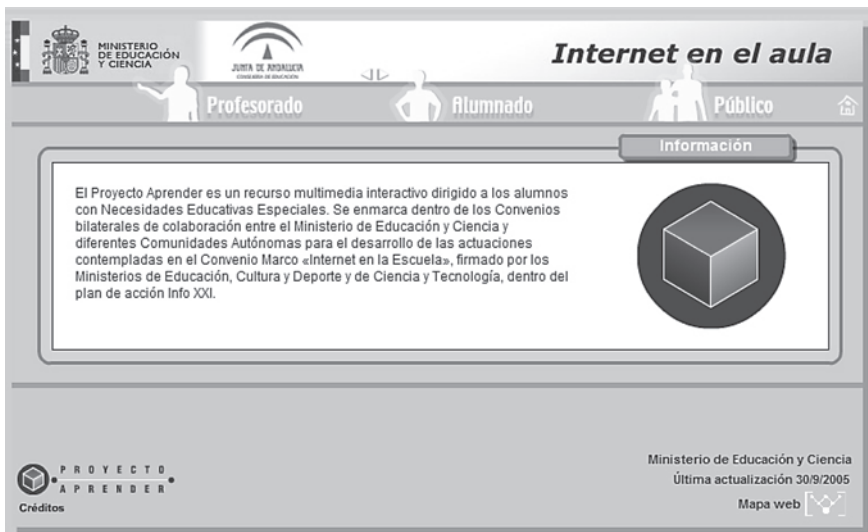 MINISTERIO
DE EDUCACIÓN
Y CIENCIA
JUNTA DE ANDALUCIA
CONSEJERÍA DE EDUCACIÓN
Internet en el aula
Profesorado
Alumnado
Público
Información
El Proyecto Aprender es un recurso multimedia interactivo dirigido a los alumnos
con Necesidades Educativas Especiales. Se enmarca dentro de los Convenios
bilaterales de colaboración entre el Ministerio de Educación y Ciencia y
diferentes Comunidades Autónomas para el desarrollo de las actuaciones
contempladas en el Convenio Marco «Internet en la Escuela», firmado por los
Ministerios de Educación, Cultura y Deporte y de Ciencia y Tecnología, dentro del
plan de acción Info XXI.
PROYECTO
APRENDER
Créditos
Ministerio de Educación y Ciencia
Última actualización 30/9/2005
Mapa web